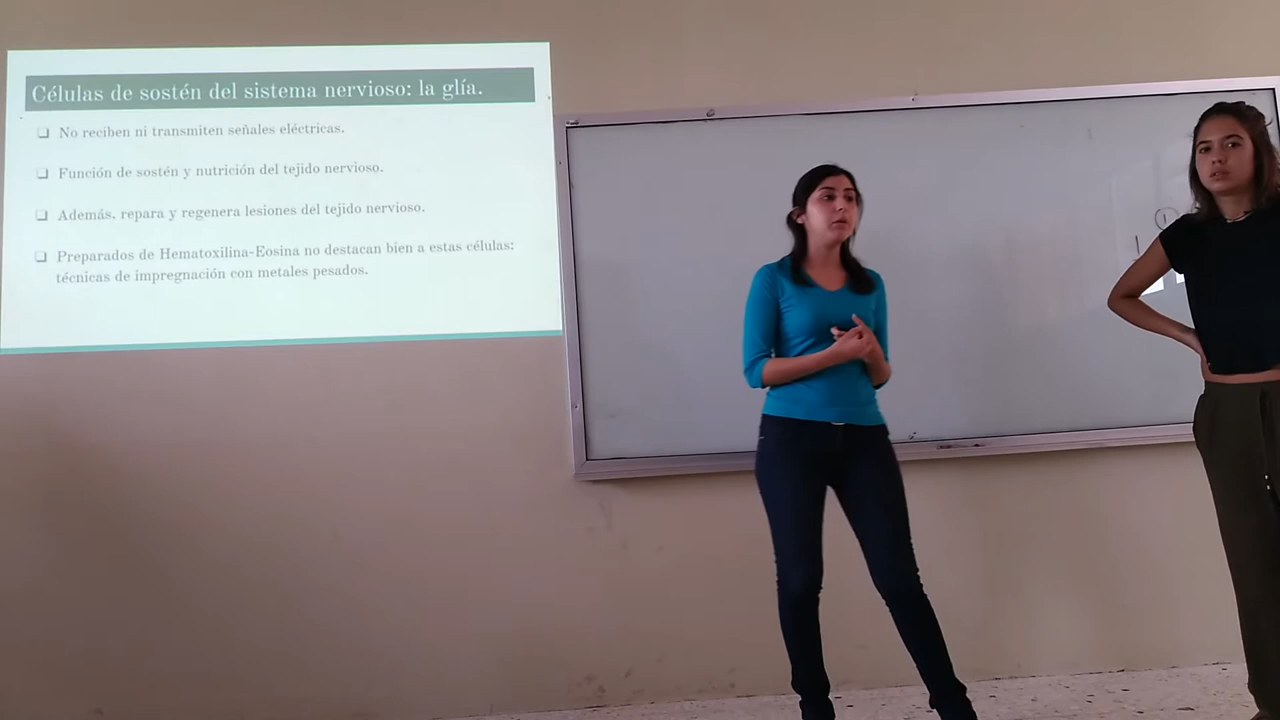 Células de sostén del sistema nervioso: la glía.
No reciben ni transmiten señales eléctricas.
Función de sostén y nutrición del tejido nervioso.
Además, repara y regenera lesiones del tejido nervioso.
Preparados de Hematoxilina-Eosina no destacan bien a estas células:
técnicas de impregnación con metales pesados.